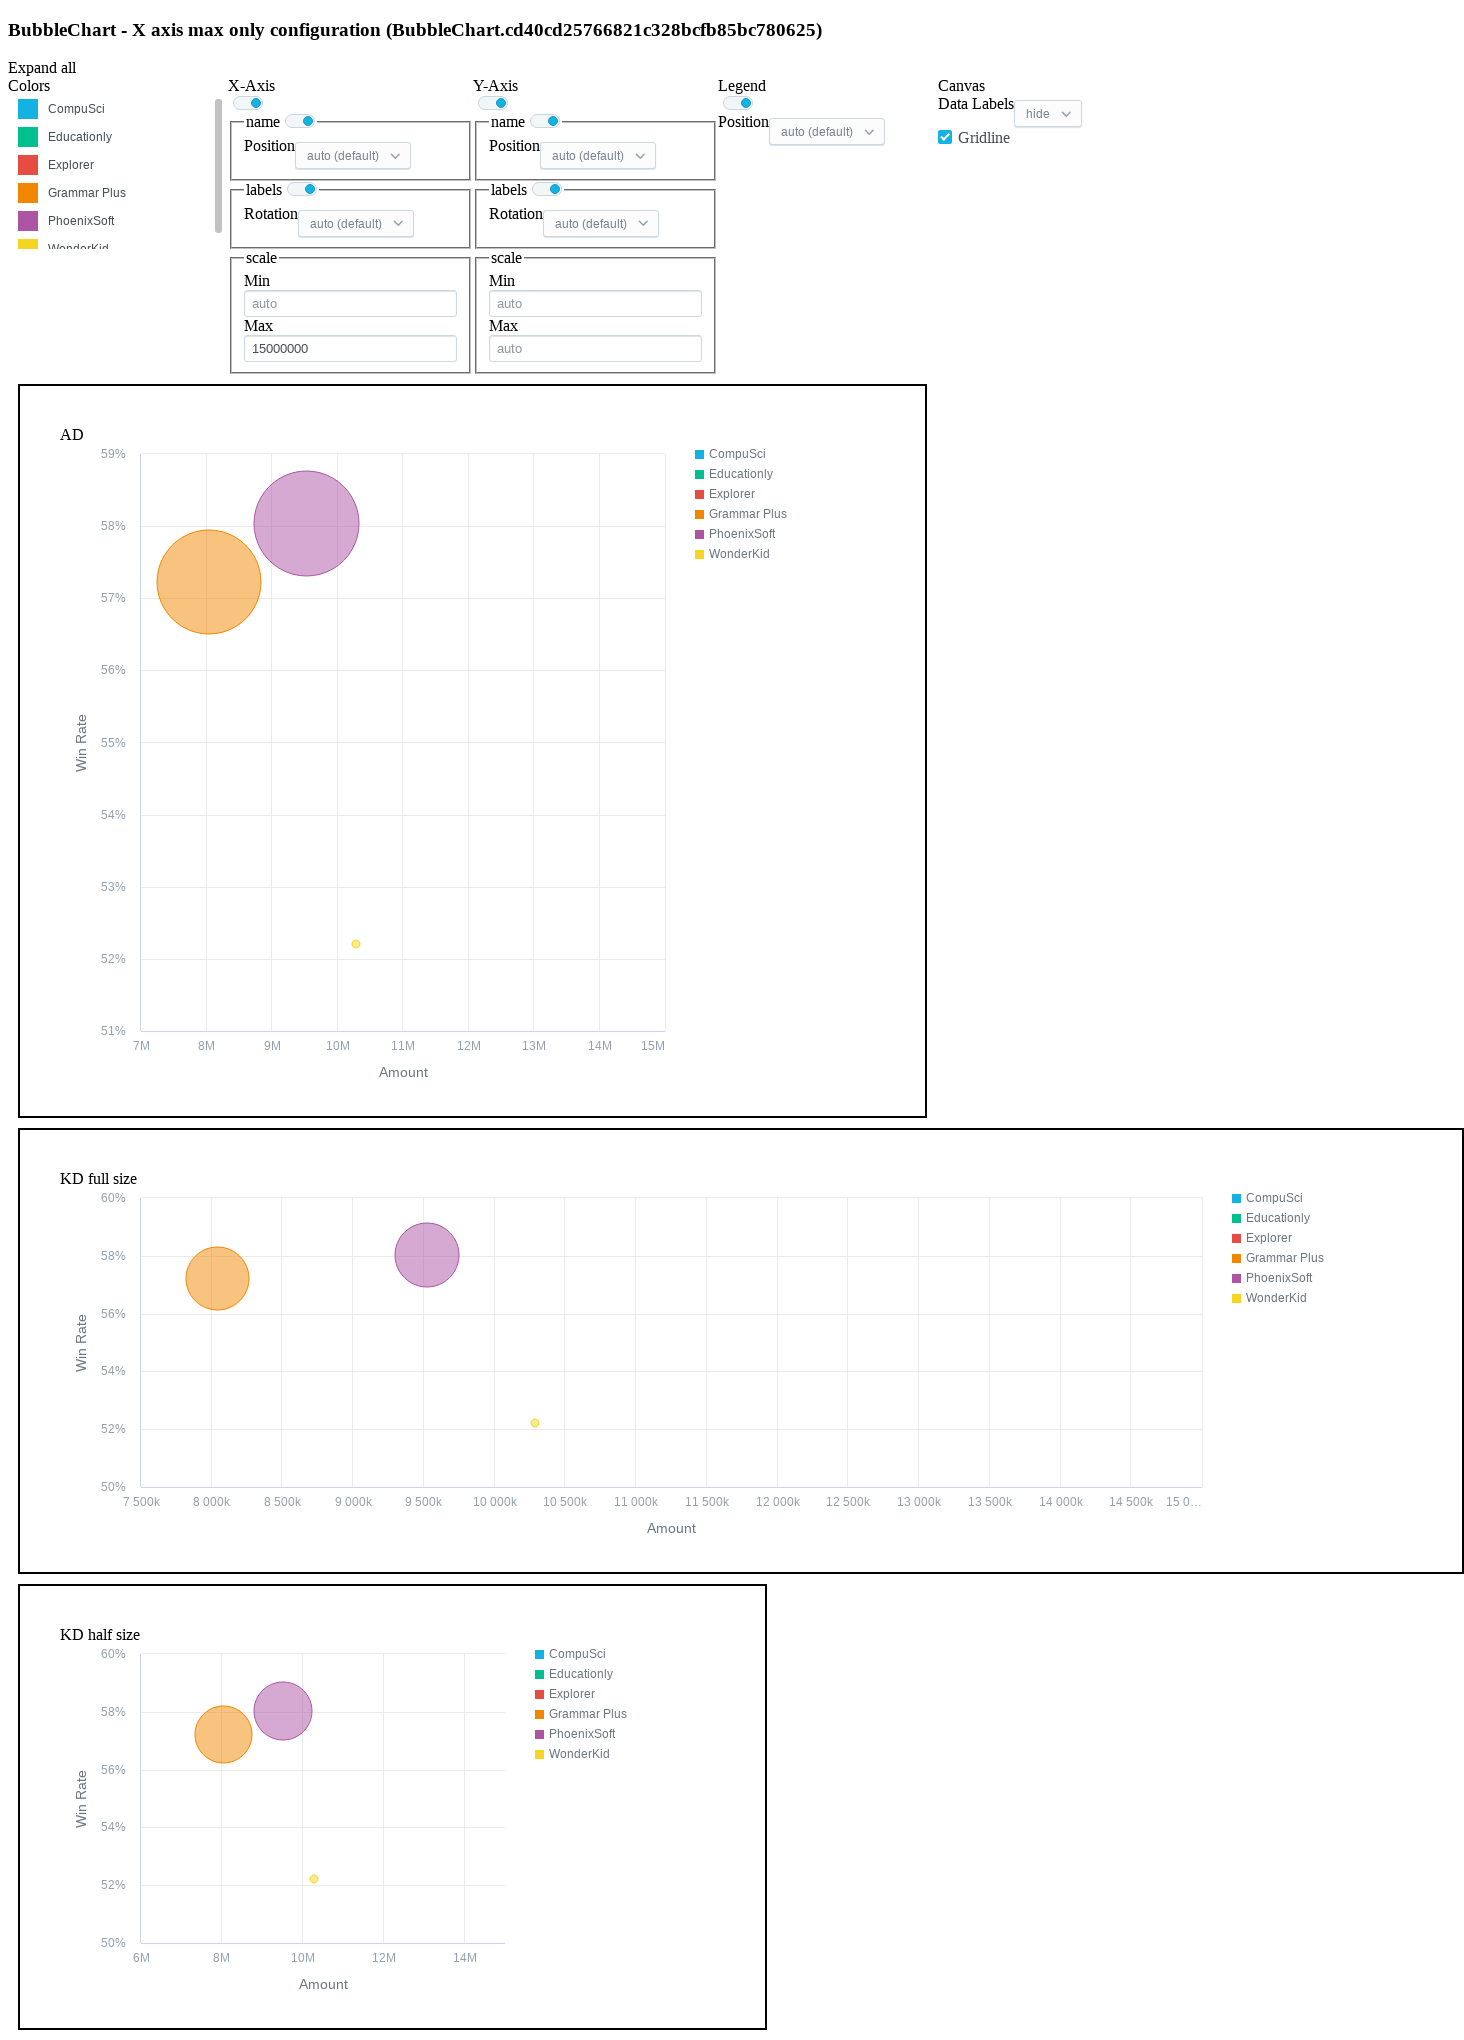 BubbleChart - X axis max only configuration (BubbleChart.cd40cd25766821c328bcfb85bc780625)
Expand all
Colors
CompuSci
Educationly
Explorer
Grammar Plus
PhoenixSoft
WonderKid
X-Axis
name
Position auto (default)
labels
Rotation auto (default)
scale
Min
auto
Max
15000000
Y-Axis
name
Position auto (default)
labels
Rotation auto (default)
scale
Min
auto
Max
auto
Legend
Position auto (default)
Canvas
Data Labels hide
Gridline
AD
59%
58%
57%
56%
55%
54%
53%
52%
51%
Win Rate
7M 8M 9M 10M 11M 12M 13M 14M 15M
Amount
CompuSci
Educationly
Explorer
Grammar Plus
PhoenixSoft
WonderKid
KD full size
60%
58%
56%
54%
52%
50%
Win Rate
7 500k 8 000k 8 500k 9 000k 9 500k 10 000k 10 500k 11 000k 11 500k 12 000k 12 500k 13 000k 13 500k 14 000k 14 500k 15 0…
Amount
CompuSci
Educationly
Explorer
Grammar Plus
PhoenixSoft
WonderKid
KD half size
60%
58%
56%
54%
52%
50%
Win Rate
6M 8M 10M 12M 14M
Amount
CompuSci
Educationly
Explorer
Grammar Plus
PhoenixSoft
WonderKid